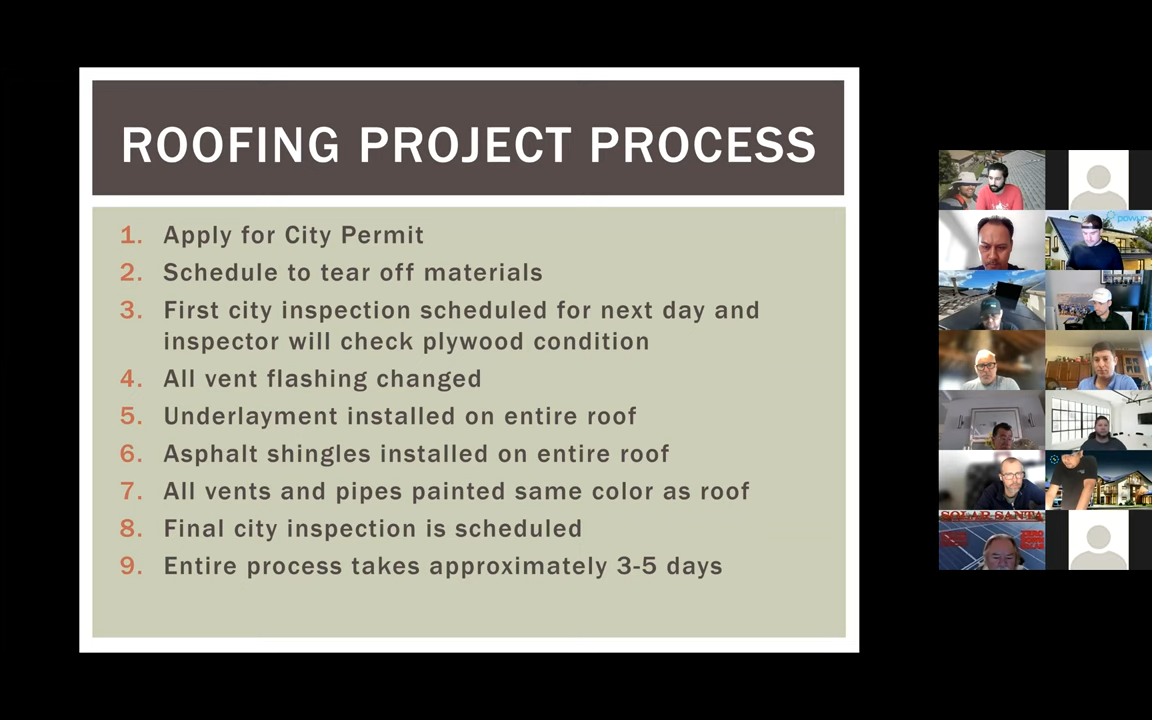 ROOFING PROJECT PROCESS
1. Apply for City Permit
2. Schedule to tear off materials
3. First city inspection scheduled for next day and
inspector will check plywood condition
4. All vent flashing changed
5. Underlayment installed on entire roof
6. Asphalt shingles installed on entire roof
7. All vents and pipes painted same color as roof
8. Final city inspection is scheduled
9. Entire process takes approximately 3-5 days
SOLAR SANTA